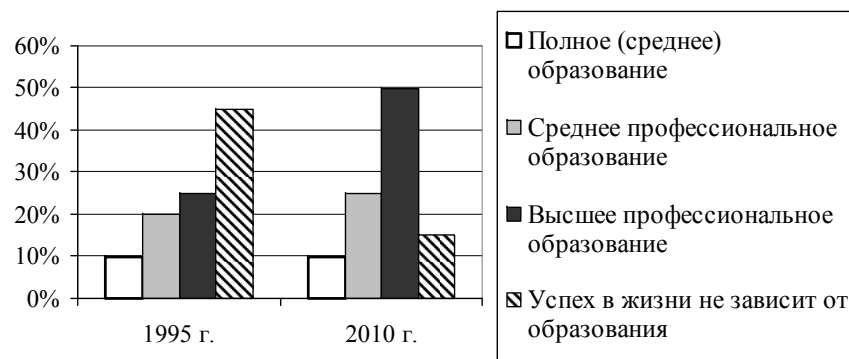 60%
50%
40%
30%
20%
10%
0%
1995 г.
2010 г.
Полное (среднее)
образование
Среднее профессиональное
образование
Высшее профессиональное
образование
Успех в жизни не зависит от
образования